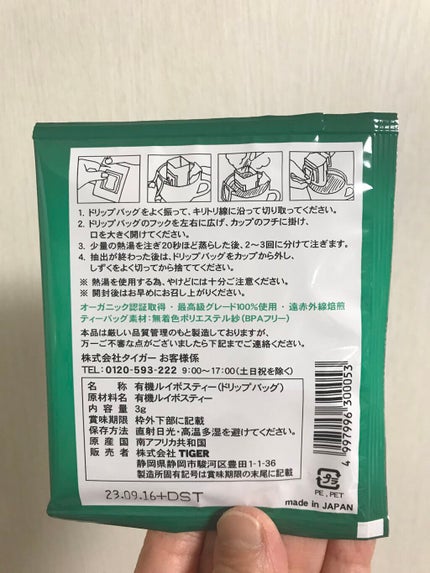 1. ドリップバッグをよく振って、キリトリ線に沿って切り取ってください。
2. ドリップバッグのフックを左右に広げ、カップのフチに掛け、
口を大きく開けてください。
3. 少量の熱湯を注ぎ20秒ほど蒸らした後、2~3回に分けて注ぎます。
4. 抽出が終わった後は、ドリップバッグをカップから外し、
しずくをよく切ってから捨ててください。
※ 熱湯を使用する為、やけどには十分ご注意ください。
※ 開封後はお早めにお召し上がりください。
オーガニック認証取得・最高級グレード100%使用・遠赤外線焙煎
ティーバッグ素材:無着色ポリエステル紗(BPAフリー)
本品は厳しい品質管理のもと製造しておりますが、
万一ご不審な点がございましたら下記までご連絡ください。
株式会社タイガー お客様係
TEL:0120-593-222 9:00~17:00(土日祝を除く)
名称 有機ルイボスティー(ドリップバッグ)
原材料名 有機ルイボスティー
内容量 3g
賞味期限 枠外下部に記載
保存方法 直射日光・高温多湿を避けてください。
原産国 南アフリカ共和国
販売者 株式会社 TIGER
静岡県静岡市駿河区豊田1-1-36
製造所固有記号は賞味期限の末尾に記載
4997996300053
プラ
PE,PET
23.09.16+DST
made in JAPAN